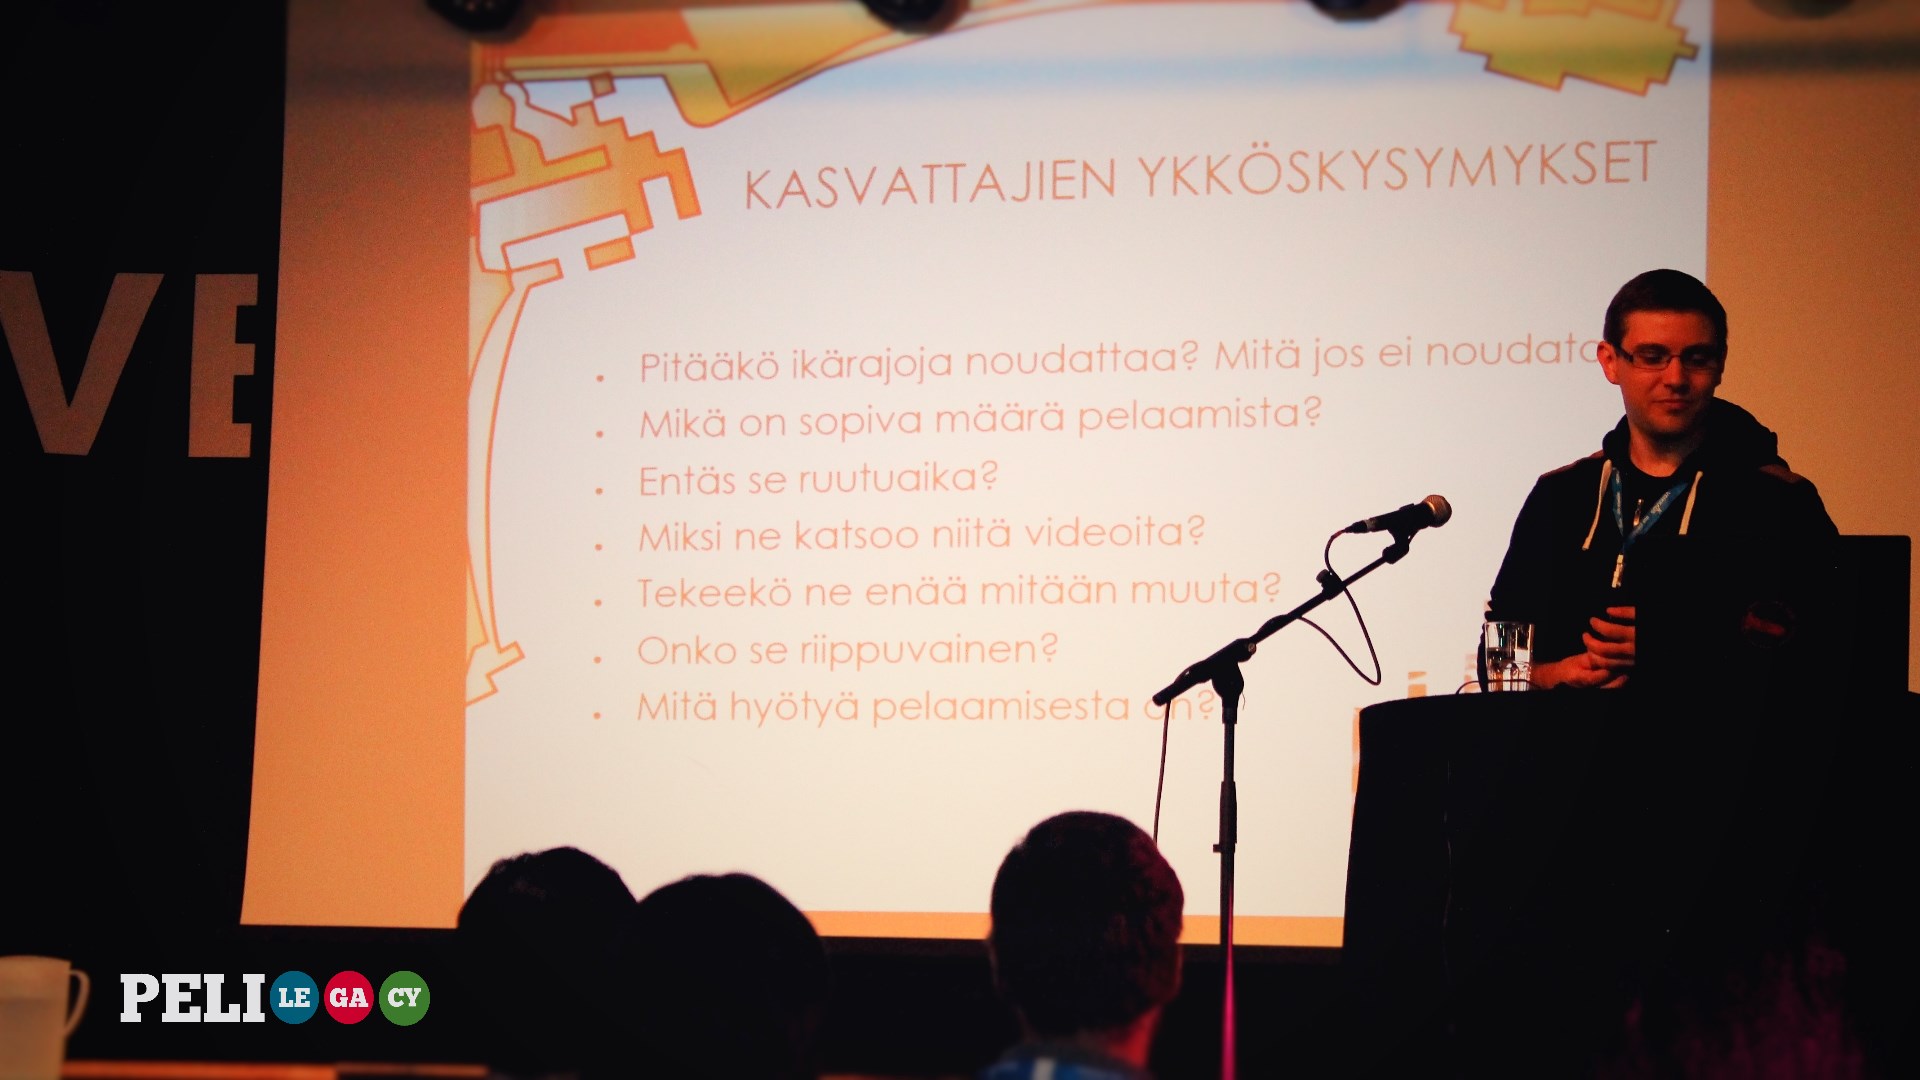 KASVATTAJIEN YKKÖSKYSYMYKSET
VE
. Pitääkö ikärajoja noudattaa? Mitä jos ei noudata
. Mikä on sopiva määrä pelaamista?
. Entäs se ruutuaika?
. Miksi ne katsoo niitä videoita?
. Tekeekö ne enää mitään muuta?
. Onko se riippuvainen?
. Mitä hyötyä pelaamisesta on?
PELI LE GA CY